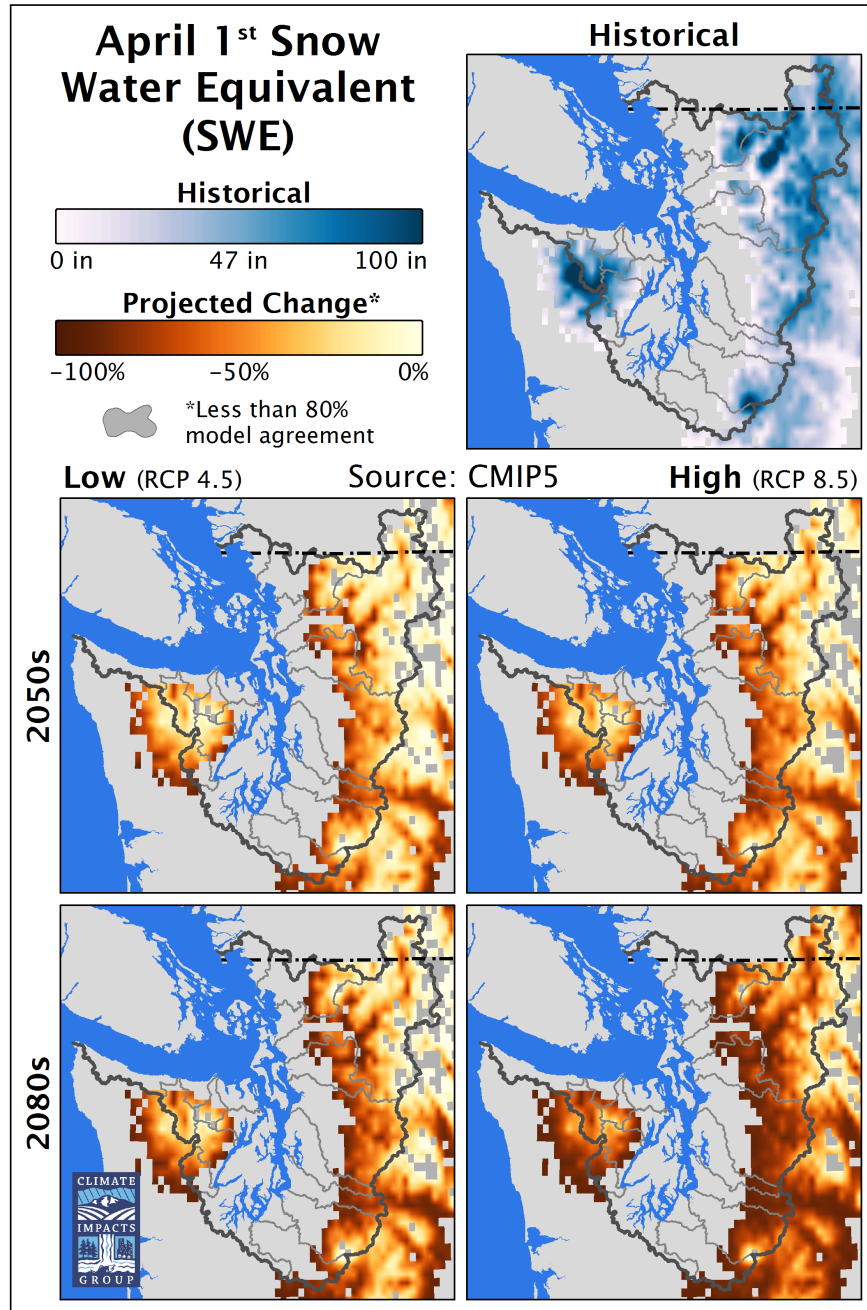 April 1st Snow
Water Equivalent
(SWE)
Historical
Historical
0 in 47 in 100 in
Projected Change*
−100% −50% 0%
*Less than 80%
model agreement
Low (RCP 4.5) Source: CMIP5 High (RCP 8.5)
2050s
2080s
CLIMATE
IMPACTS
GROUP